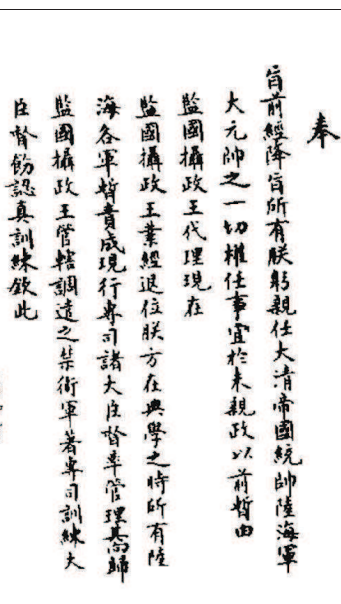 奉
旨前經降旨所有朕躬親任大清帝國統帥陸海軍
大元帥之一切權任事宜於未親政以前暫由
監國攝政王代理現在
監國攝政王業經退位朕方在典學之時所有陸
海各軍暫責成現行專司諸大臣督率管理其向歸
監國攝政王管轄調遣之禁衛軍著專司訓練大
臣督飭認真訓練欽此